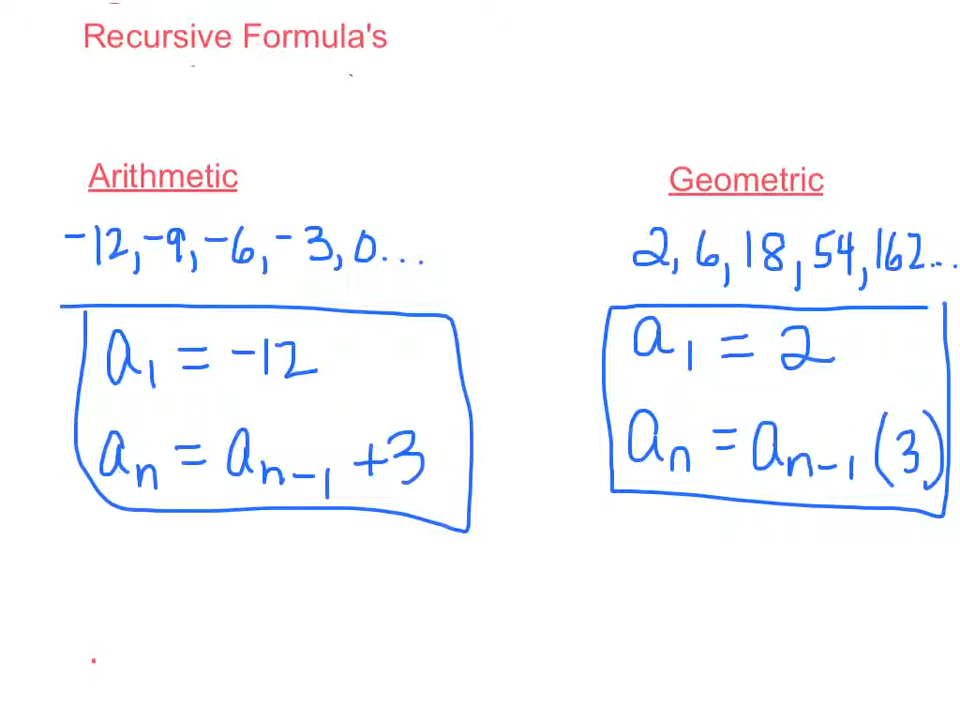 Recursive Formula's
Arithmetic
-12, -9, -6, -3, 0...
a₁ = -12
aₙ = aₙ₋₁ +3
Geometric
2, 6, 18, 54, 162...
a₁ = 2
aₙ = aₙ₋₁ (3)